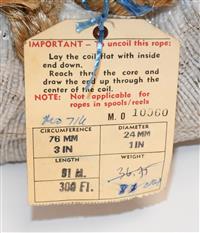 IMPORTANT - To uncoil this rope:
Lay the coil flat with inside
end down.
Reach thru the core and
draw the end up through the
center of the coil.
NOTE: Not applicable for
ropes in spools/reels
M.O 10560
CIRCUMFERENCE DIAMETER
76 MM 24 MM
3 IN 1 IN
LENGTH WEIGHT
91 M. 36.45
300 FT.